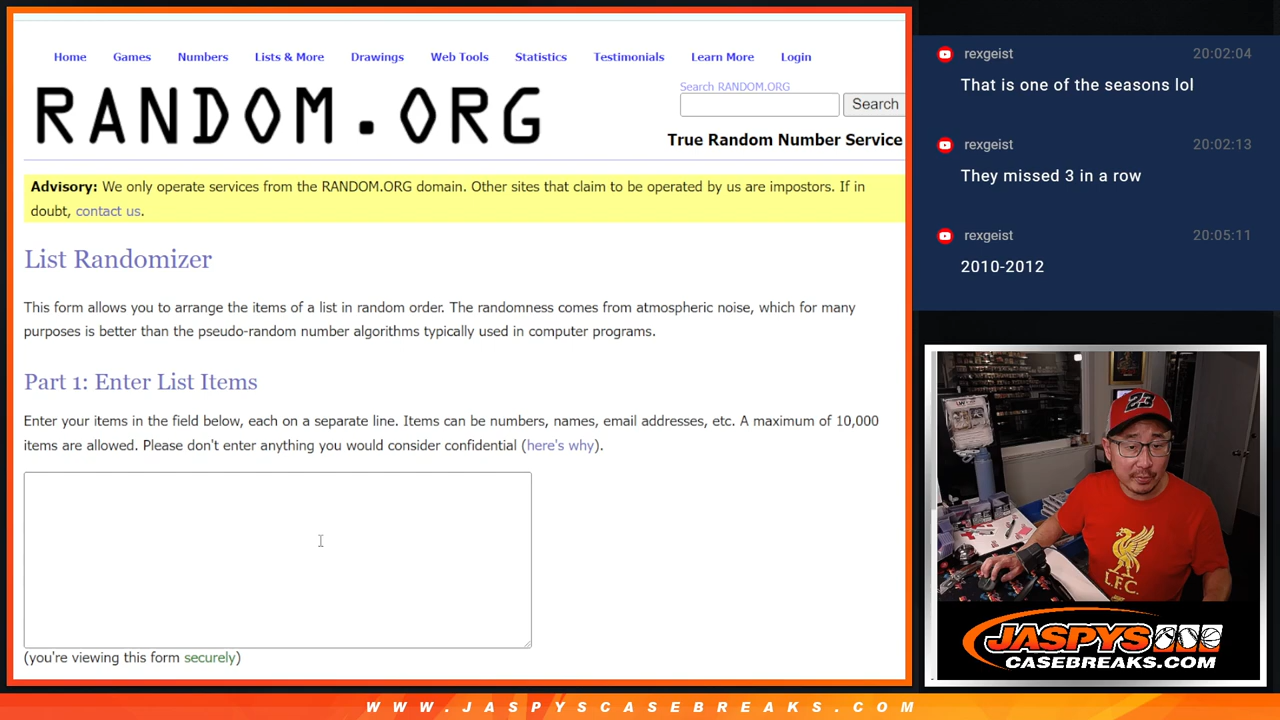 Home Games Numbers Lists & More Drawings Web Tools Statistics Testimonials Learn More Login
RANDOM.ORG
Search RANDOM.ORG
Search
True Random Number Service
Advisory: We only operate services from the RANDOM.ORG domain. Other sites that claim to be operated by us are impostors. If in
doubt, contact us.
List Randomizer
This form allows you to arrange the items of a list in random order. The randomness comes from atmospheric noise, which for many
purposes is better than the pseudo-random number algorithms typically used in computer programs.
Part 1: Enter List Items
Enter your items in the field below, each on a separate line. Items can be numbers, names, email addresses, etc. A maximum of 10,000
items are allowed. Please don't enter anything you would consider confidential (here's why).
(you're viewing this form securely)
rexgeist 20:02:04
That is one of the seasons lol
rexgeist 20:02:13
They missed 3 in a row
rexgeist 20:05:11
2010-2012
23
L.F.C.
JASPYS
CASEBREAKS.COM
WWW.JASPYSCASEBREAKS.COM